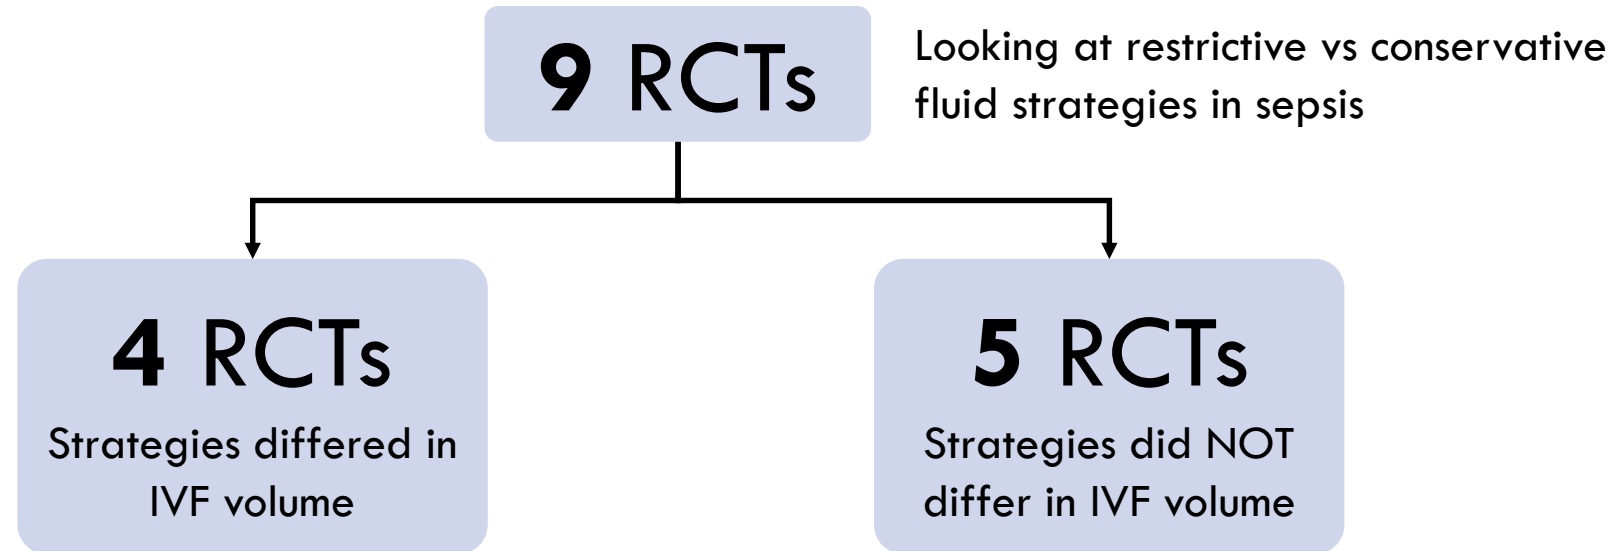 9 RCTs
Looking at restrictive vs conservative
fluid strategies in sepsis
4 RCTs
Strategies differed in
IVF volume
5 RCTs
Strategies did NOT
differ in IVF volume